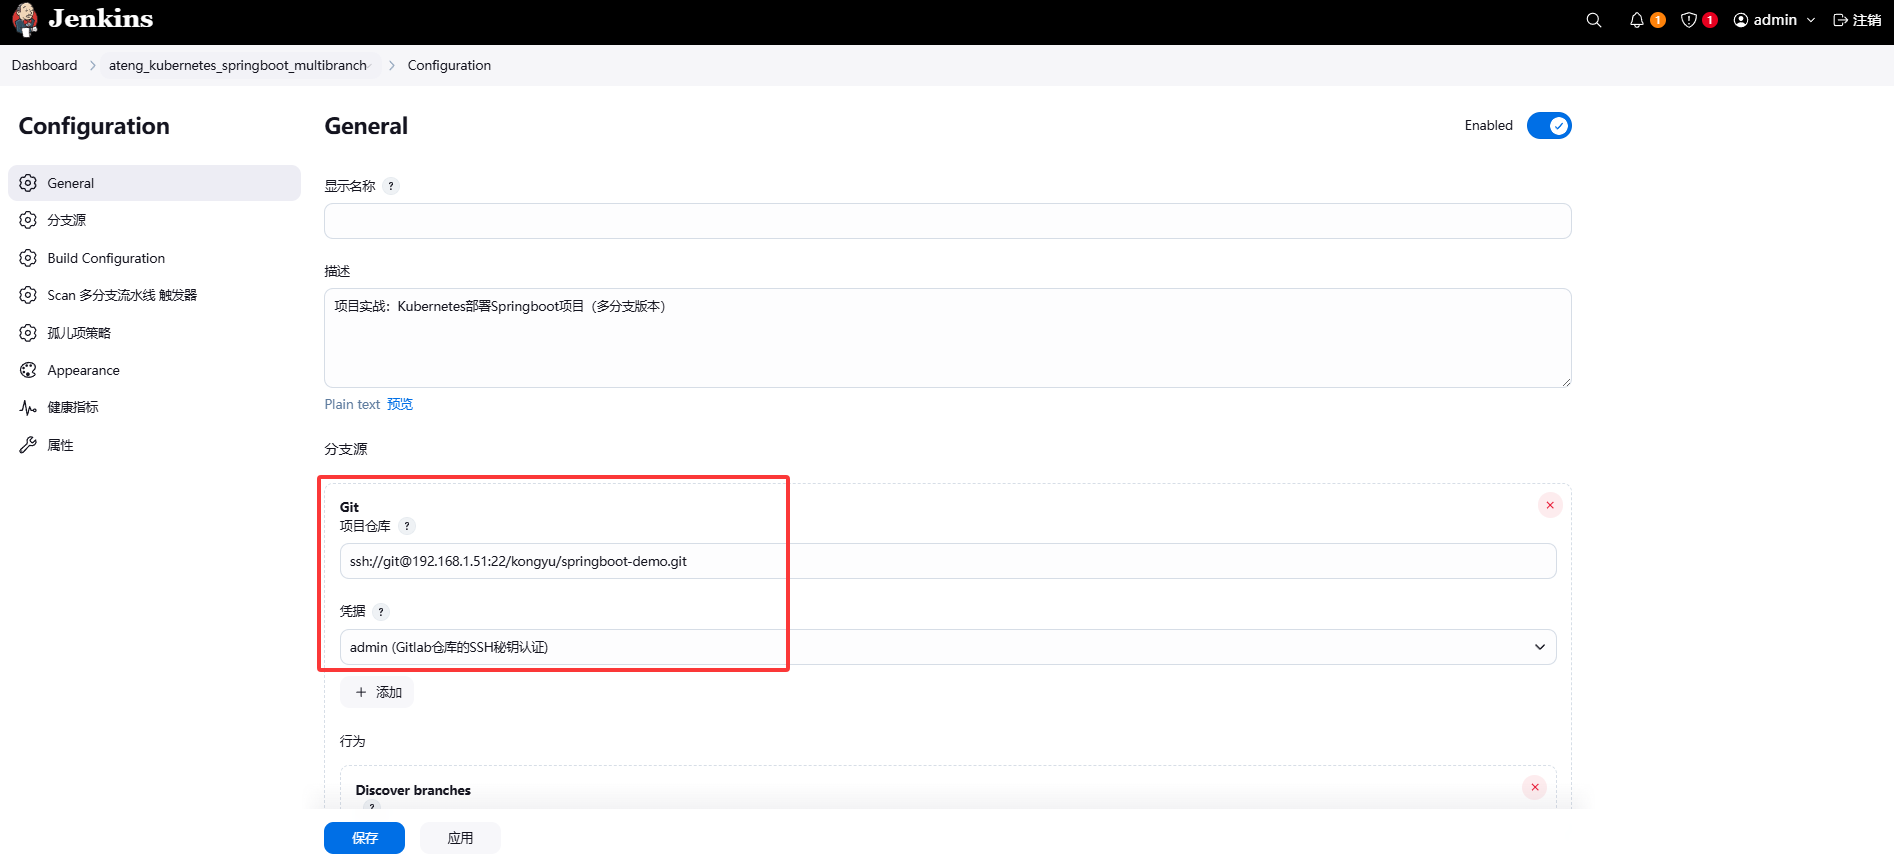 Jenkins
1
1
admin
注销
Dashboard
ateng_kubernetes_springboot_multibranch
Configuration
Configuration
General
分支源
Build Configuration
Scan 多分支流水线 触发器
孤儿项策略
Appearance
健康指标
属性
General
Enabled
显示名称 ?
描述
项目实战：Kubernetes部署Springboot项目（多分支版本）
Plain text 预览
分支源
Git
项目仓库 ?
ssh://git@192.168.1.51:22/kongyu/springboot-demo.git
凭据 ?
admin (Gitlab仓库的SSH秘钥认证)
+ 添加
行为
Discover branches
?
保存
应用